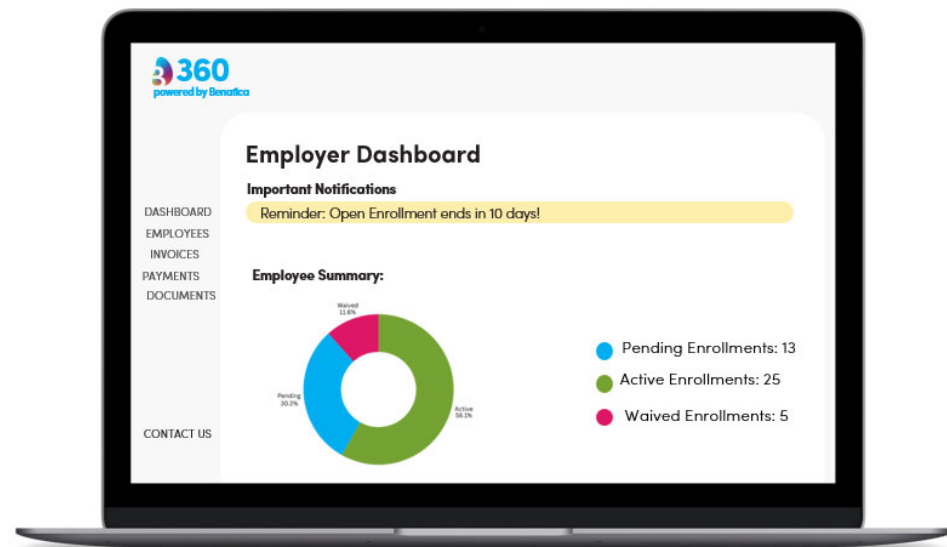 360
powered by Benafica
Employer Dashboard
Important Notifications
Reminder: Open Enrollment ends in 10 days!
DASHBOARD
EMPLOYEES
INVOICES
PAYMENTS
DOCUMENTS
CONTACT US
Employee Summary:
Waived
11.6%
Pending
30.2%
Active
58.1%
Pending Enrollments: 13
Active Enrollments: 25
Waived Enrollments: 5